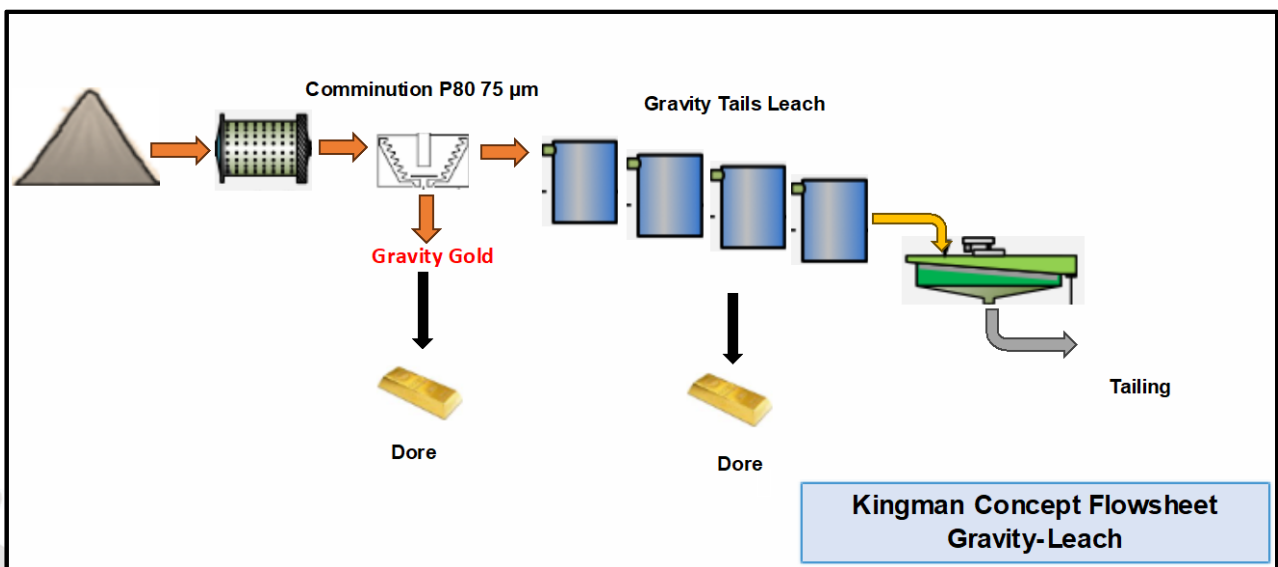 Comminution P80 75 µm
Gravity Tails Leach
Gravity Gold
Dore
Dore
Tailing
Kingman Concept Flowsheet
Gravity-Leach